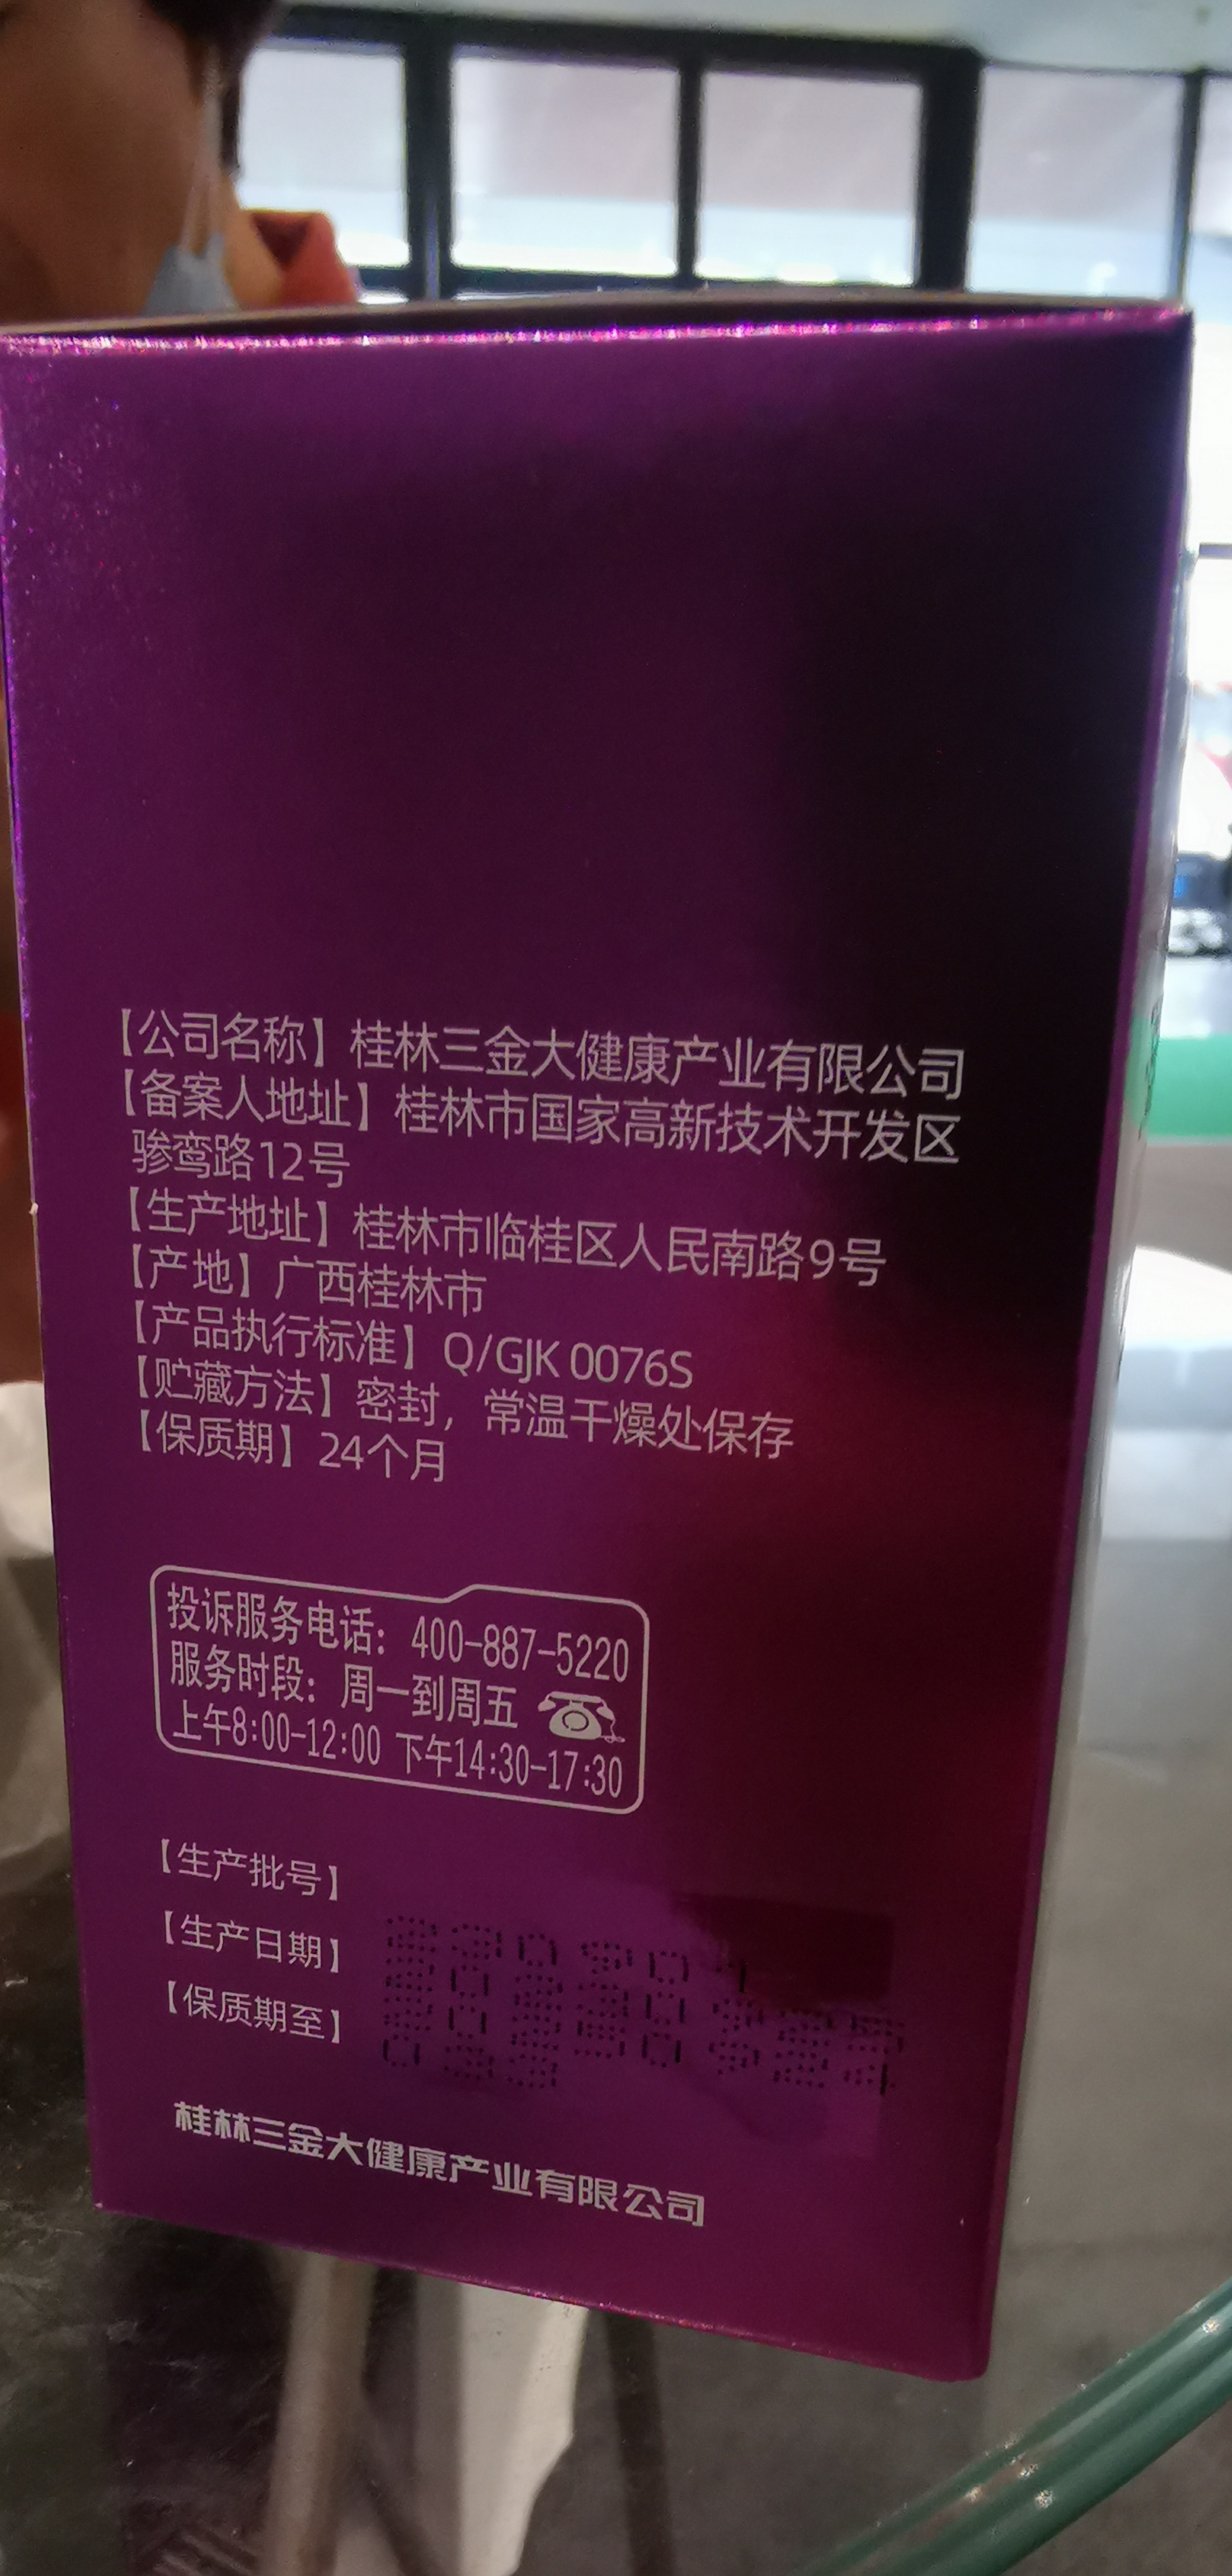 【公司名称】桂林三金大健康产业有限公司
【备案人地址】桂林市国家高新技术开发区
骖鸾路12号
【生产地址】桂林市临桂区人民南路9号
【产地】广西桂林市
【产品执行标准】Q/GJK 0076S
【贮藏方法】密封，常温干燥处保存
【保质期】24个月
投诉服务电话：400-887-5220
服务时段：周一到周五
上午8:00-12:00 下午14:30-17:30
【生产批号】
【生产日期】
【保质期至】
桂林三金大健康产业有限公司